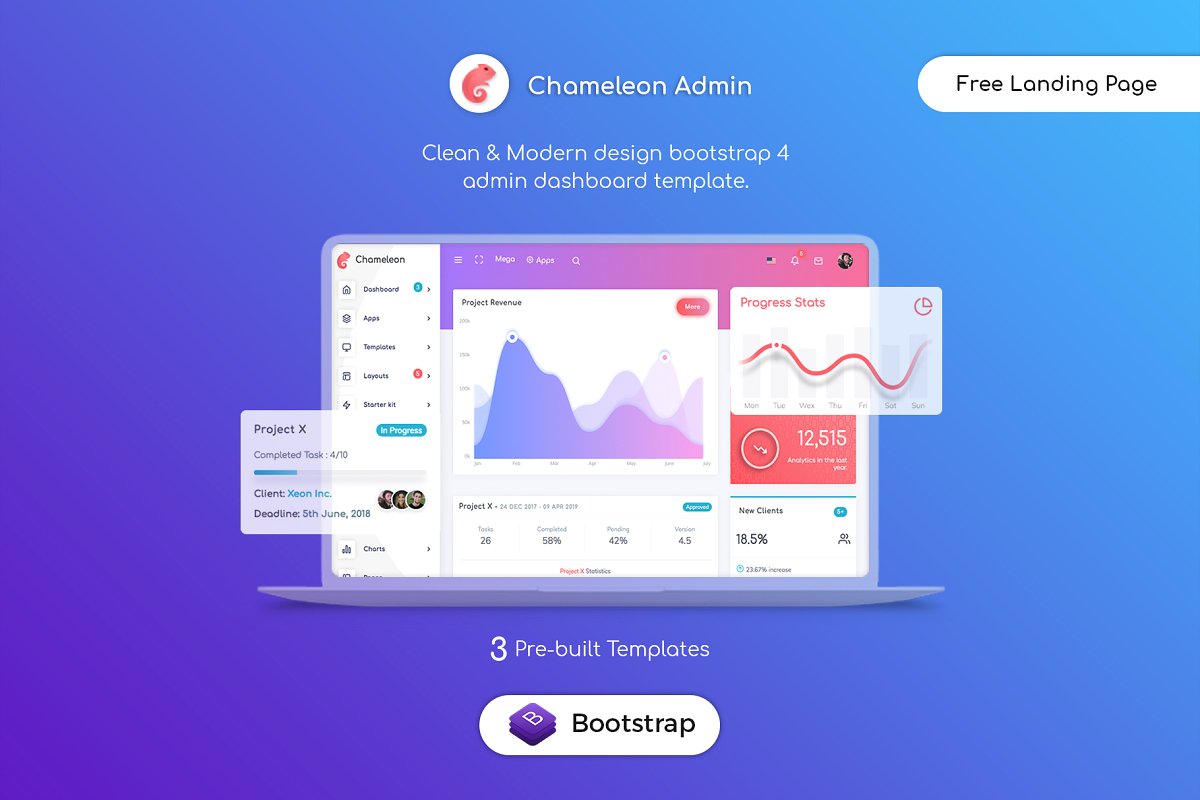 Chameleon Admin
Free Landing Page
Clean & Modern design bootstrap 4
admin dashboard template.
Chameleon
Mega
Apps
6
Dashboard
3
Apps
Templates
Layouts
5
Starter kit
Project Revenue
More
200k
150k
100k
50k
0k
Jan Feb Mar Apr May June July
Progress Stats
Mon Tue Wex Thu Fri Sat Sun
12,515
Analytics in the last
year.
Project X
In Progress
Completed Task : 4/10
Client: Xeon Inc.
Deadline: 5th June, 2018
Charts
Project X • 24 DEC 2017 - 09 APR 2019
Approved
Tasks Completed Pending Version
26 58% 42% 4.5
Project X Statistics
New Clients
5+
18.5%
23.67% increase
3 Pre-built Templates
B
Bootstrap